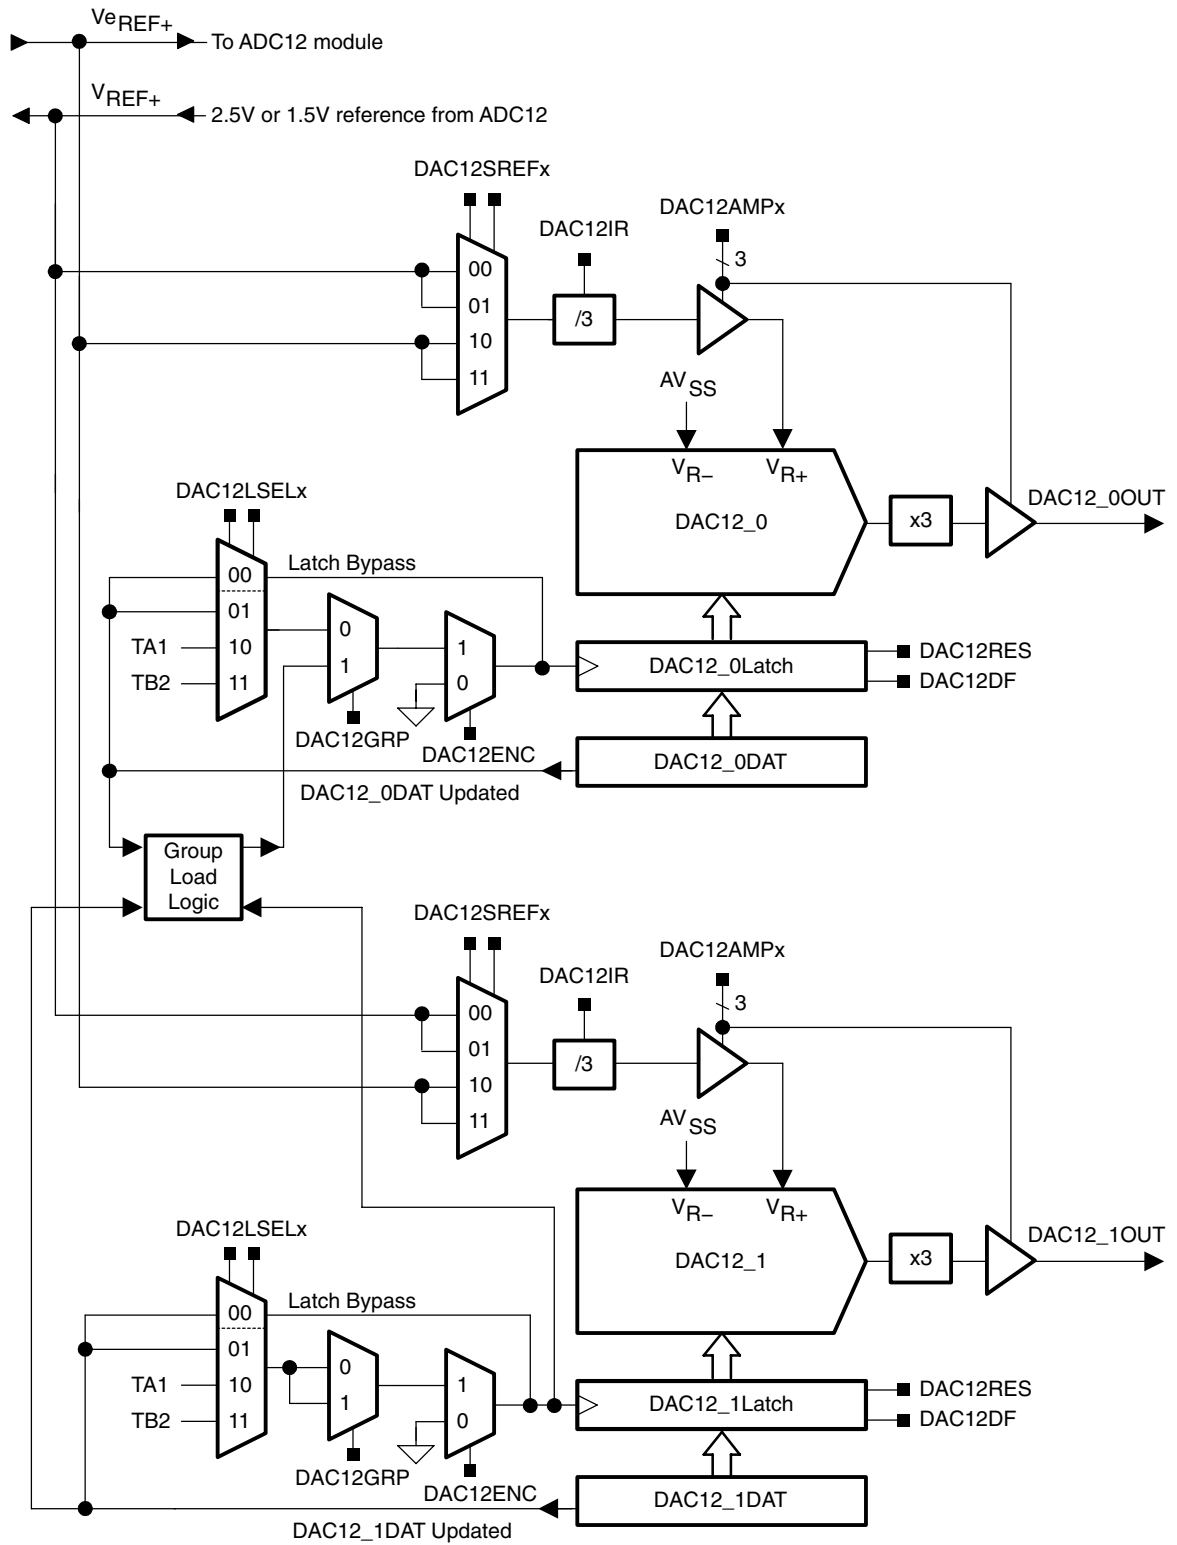 VeREF+
To ADC12 module
VREF+
2.5V or 1.5V reference from ADC12
DAC12SREFx
DAC12AMPx
DAC12IR
3
00
01
10
11
/3
AVSS
VR−
VR+
DAC12LSELx
DAC12_0
x3
DAC12_0OUT
Latch Bypass
00
01
TA1
10
TB2
11
0
1
1
0
DAC12_0Latch
DAC12RES
DAC12DF
DAC12GRP
DAC12ENC
DAC12_0DAT
DAC12_0DAT Updated
Group
Load
Logic
DAC12SREFx
DAC12AMPx
DAC12IR
3
00
01
10
11
/3
AVSS
VR−
VR+
DAC12LSELx
DAC12_1
x3
DAC12_1OUT
Latch Bypass
00
01
TA1
10
TB2
11
0
1
1
0
DAC12_1Latch
DAC12RES
DAC12DF
DAC12GRP
DAC12ENC
DAC12_1DAT
DAC12_1DAT Updated